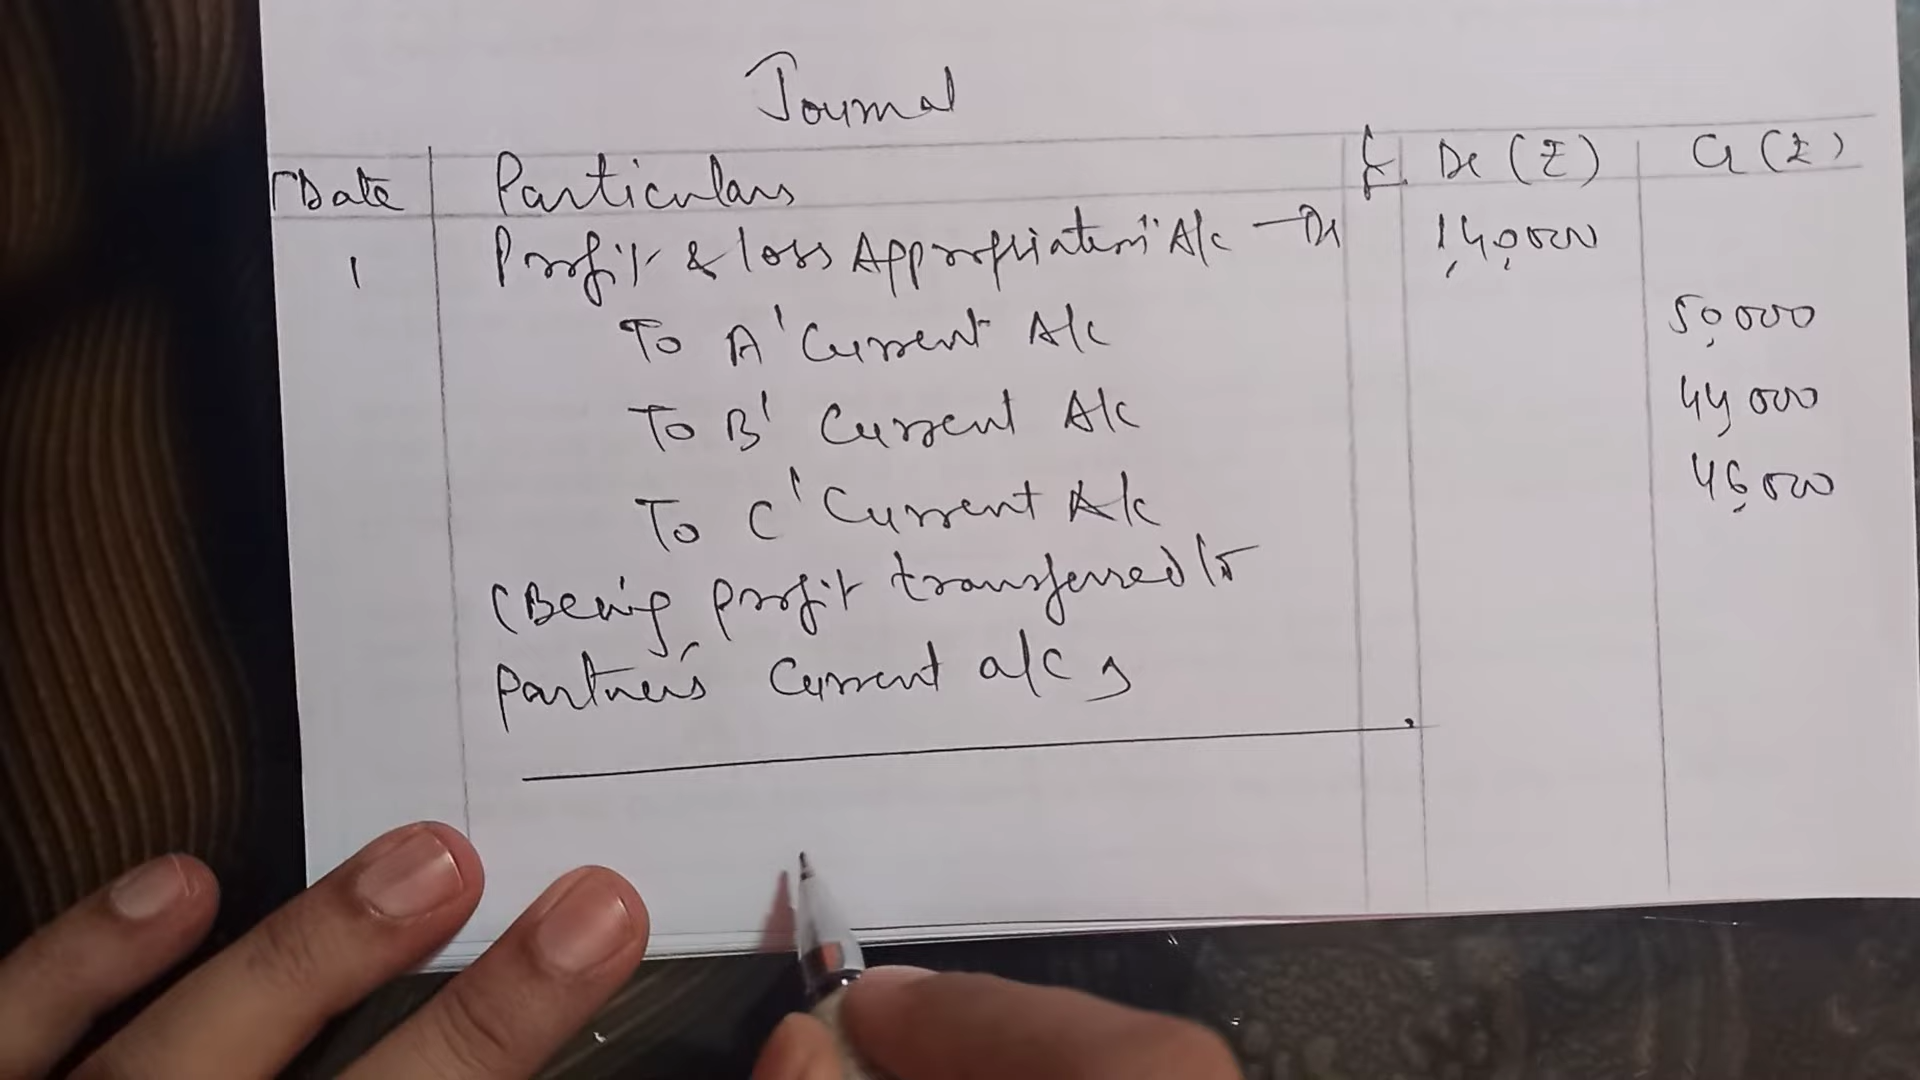 Journal
Date Particulars L.F. Dr (₹) Cr (₹)
1 Profit & loss Appropriation A/c — Dr 1,40,000
To A' Current A/c 50,000
To B' Current A/c 44,000
To C' Current A/c 46,000
(Being profit transferred to
partner's current a/c s